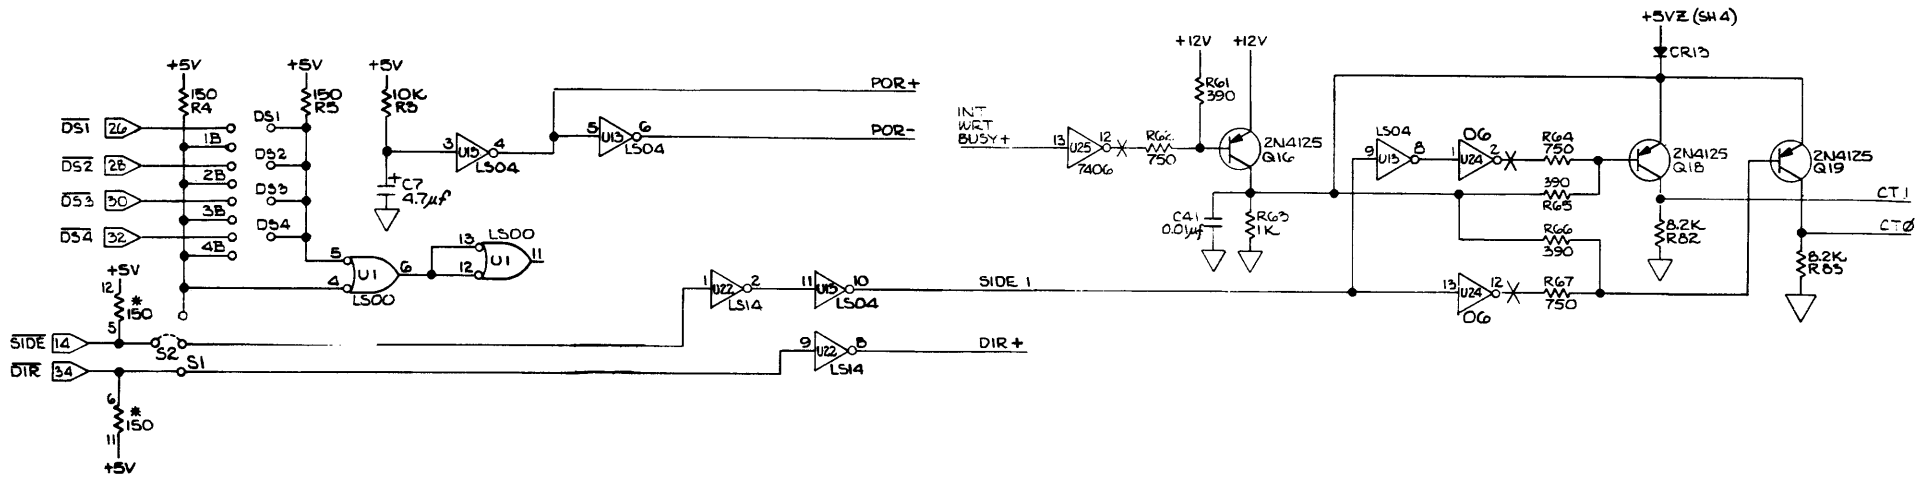 +5VZ (SH4)
CR13
+12V
+12V
R61
390
+5V
+5V
+5V
150
R4
150
R5
10K
R3
POR+
POR-
DS1
26
DS1
1B
DS2
28
DS2
2B
DS3
30
DS3
3B
DS4
32
DS4
4B
3
4
LS04
5
U13
6
LS04
+
C7
4.7µf
INT
WRT
BUSY+
13
U25
12
7406
R62
750
2N4125
Q16
C41
0.01µf
R63
1K
LS04
9
U13
8
06
1
U24
2
R64
750
390
R65
R66
390
2N4125
Q18
2N4125
Q19
CT1
8.2K
R82
CTØ
8.2K
R83
5
4
U1
6
LS00
LS00
13
12
U1
11
+5V
12
*
150
5
SIDE
14
S2
1
U22
2
LS14
11
10
LS04
SIDE 1
13
U24
12
06
R67
750
DIR
34
S1
9
U22
8
LS14
DIR+
6
*
150
11
+5V